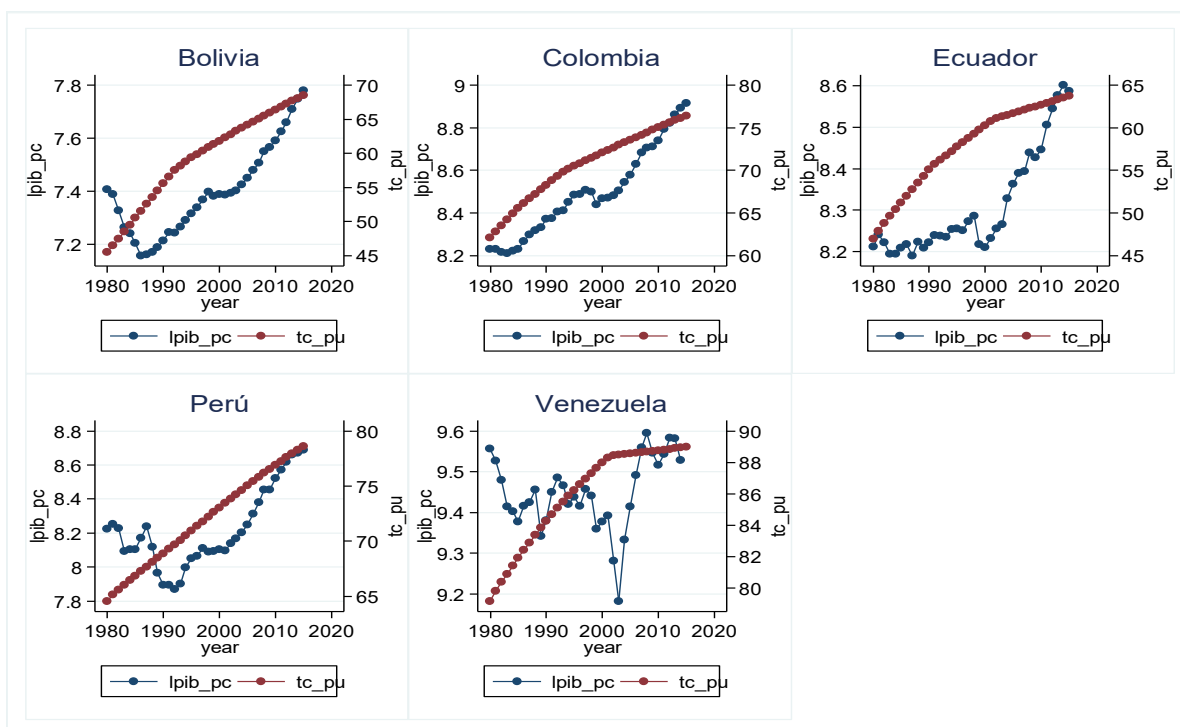 Bolivia
lpib_pc
7.8
7.6
7.4
7.2
70
65
60
55
50
45
tc_pu
1980 1990 2000 2010 2020
year
lpib_pc tc_pu
Colombia
lpib_pc
9
8.8
8.6
8.4
8.2
80
75
70
65
60
tc_pu
1980 1990 2000 2010 2020
year
lpib_pc tc_pu
Ecuador
lpib_pc
8.6
8.5
8.4
8.3
8.2
65
60
55
50
45
tc_pu
1980 1990 2000 2010 2020
year
lpib_pc tc_pu
Perú
lpib_pc
8.8
8.6
8.4
8.2
8
7.8
80
75
70
65
tc_pu
1980 1990 2000 2010 2020
year
lpib_pc tc_pu
Venezuela
lpib_pc
9.6
9.5
9.4
9.3
9.2
90
88
86
84
82
80
tc_pu
1980 1990 2000 2010 2020
year
lpib_pc tc_pu